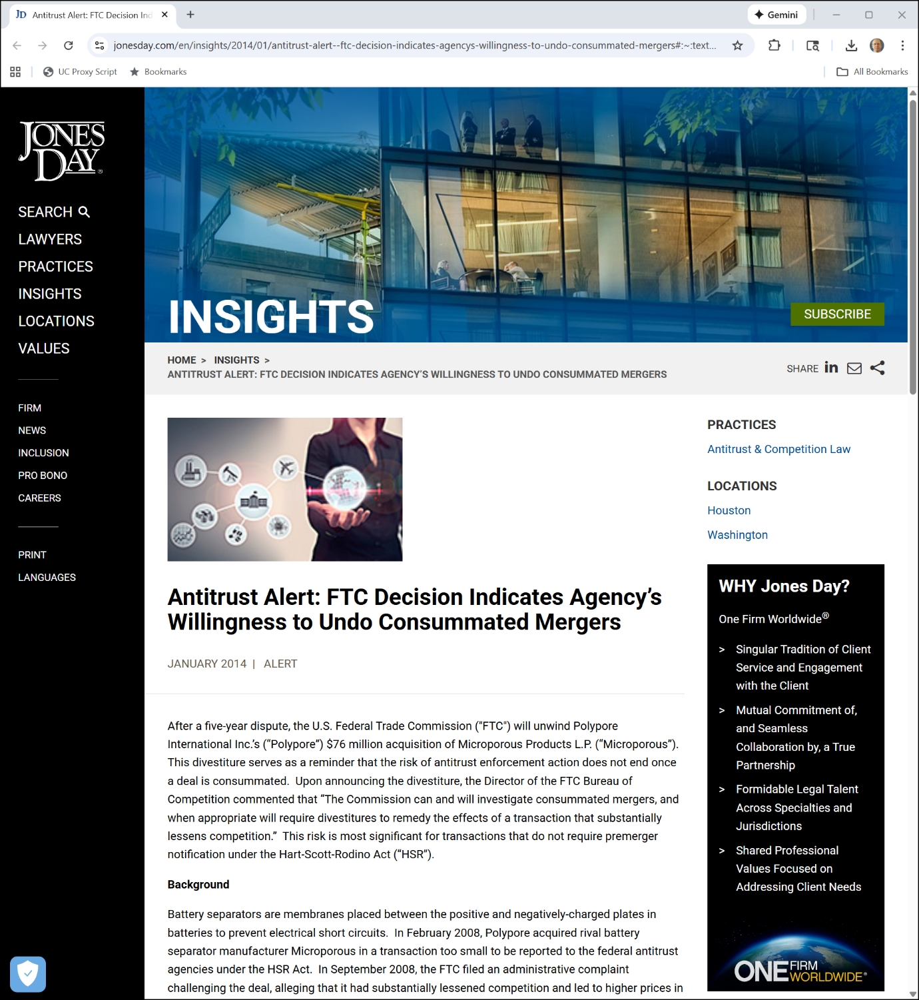 JD Antitrust Alert: FTC Decision Ind
Gemini
jonesday.com/en/insights/2014/01/antitrust-alert--ftc-decision-indicates-agencys-willingness-to-undo-consummated-mergers#:~:text...
UC Proxy Script
Bookmarks
All Bookmarks
JONES
DAY®
SEARCH
LAWYERS
PRACTICES
INSIGHTS
LOCATIONS
VALUES
FIRM
NEWS
INCLUSION
PRO BONO
CAREERS
PRINT
LANGUAGES
INSIGHTS
SUBSCRIBE
HOME > INSIGHTS >
ANTITRUST ALERT: FTC DECISION INDICATES AGENCY’S WILLINGNESS TO UNDO CONSUMMATED MERGERS
SHARE in
Antitrust Alert: FTC Decision Indicates Agency’s
Willingness to Undo Consummated Mergers
JANUARY 2014 | ALERT
After a five-year dispute, the U.S. Federal Trade Commission ("FTC") will unwind Polypore
International Inc.’s (“Polypore”) $76 million acquisition of Microporous Products L.P. (“Microporous”).
This divestiture serves as a reminder that the risk of antitrust enforcement action does not end once
a deal is consummated.  Upon announcing the divestiture, the Director of the FTC Bureau of
Competition commented that “The Commission can and will investigate consummated mergers, and
when appropriate will require divestitures to remedy the effects of a transaction that substantially
lessens competition.”  This risk is most significant for transactions that do not require premerger
notification under the Hart-Scott-Rodino Act (“HSR”).
Background
Battery separators are membranes placed between the positive and negatively-charged plates in
batteries to prevent electrical short circuits.  In February 2008, Polypore acquired rival battery
separator manufacturer Microporous in a transaction too small to be reported to the federal antitrust
agencies under the HSR Act.  In September 2008, the FTC filed an administrative complaint
challenging the deal, alleging that it had substantially lessened competition and led to higher prices in
PRACTICES
Antitrust & Competition Law
LOCATIONS
Houston
Washington
WHY Jones Day?
One Firm Worldwide®
> Singular Tradition of Client
Service and Engagement
with the Client
> Mutual Commitment of,
and Seamless
Collaboration by, a True
Partnership
> Formidable Legal Talent
Across Specialties and
Jurisdictions
> Shared Professional
Values Focused on
Addressing Client Needs
ONE FIRM
WORLDWIDE®